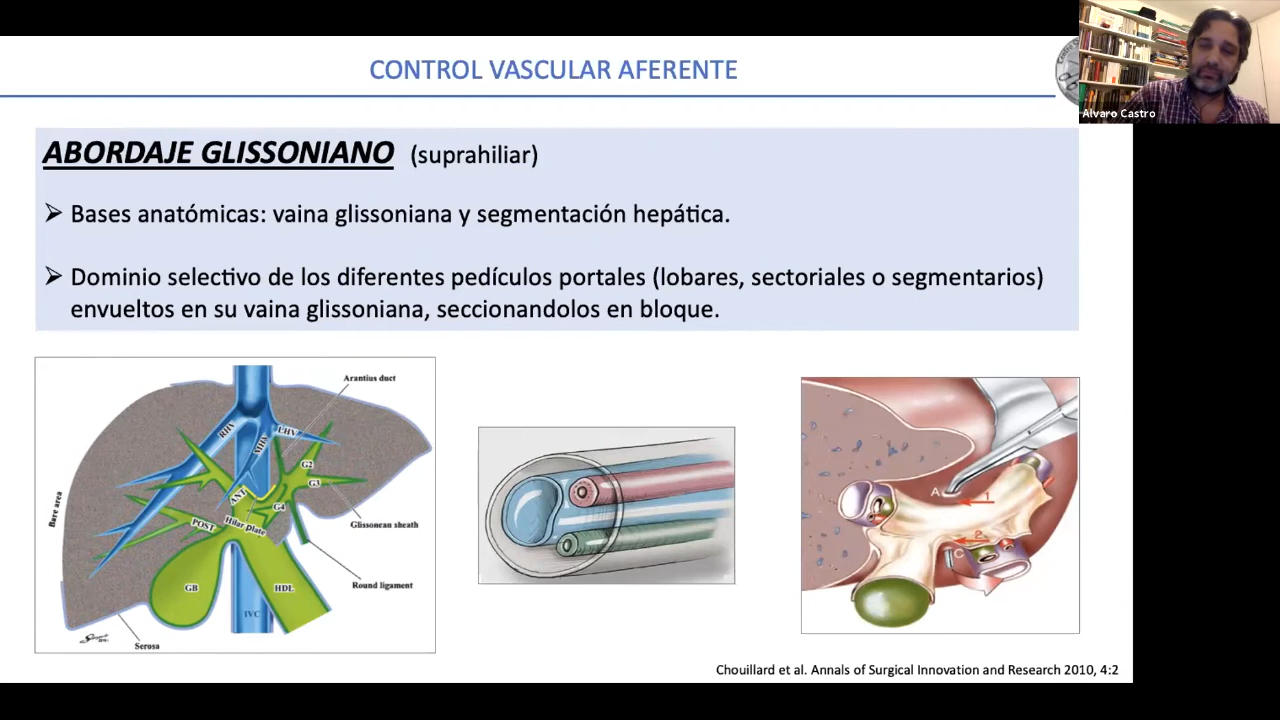 CONTROL VASCULAR AFERENTE
Alvaro Castro
ABORDAJE GLISSONIANO (suprahiliar)
➢ Bases anatómicas: vaina glissoniana y segmentación hepática.
➢ Dominio selectivo de los diferentes pedículos portales (lobares, sectoriales o segmentarios)
envueltos en su vaina glissoniana, seccionandolos en bloque.
Arantius duct
RHV
MHV
LHV
G2
G3
G4
ANT
POST
Hilar plate
Bare area
Glissonean sheath
Round ligament
GB
HDL
IVC
Serosa
A
1
2
C
Chouillard et al. Annals of Surgical Innovation and Research 2010, 4:2